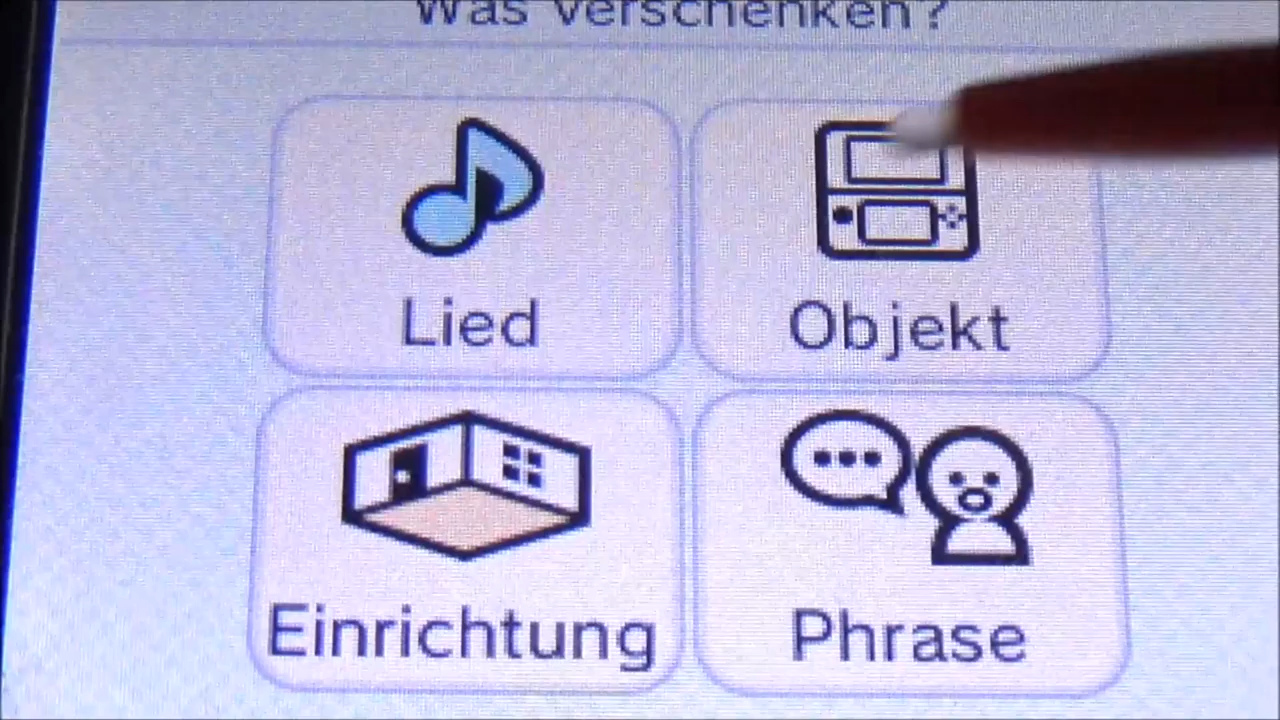 Was verschenken?
Lied
Objekt
Einrichtung
Phrase